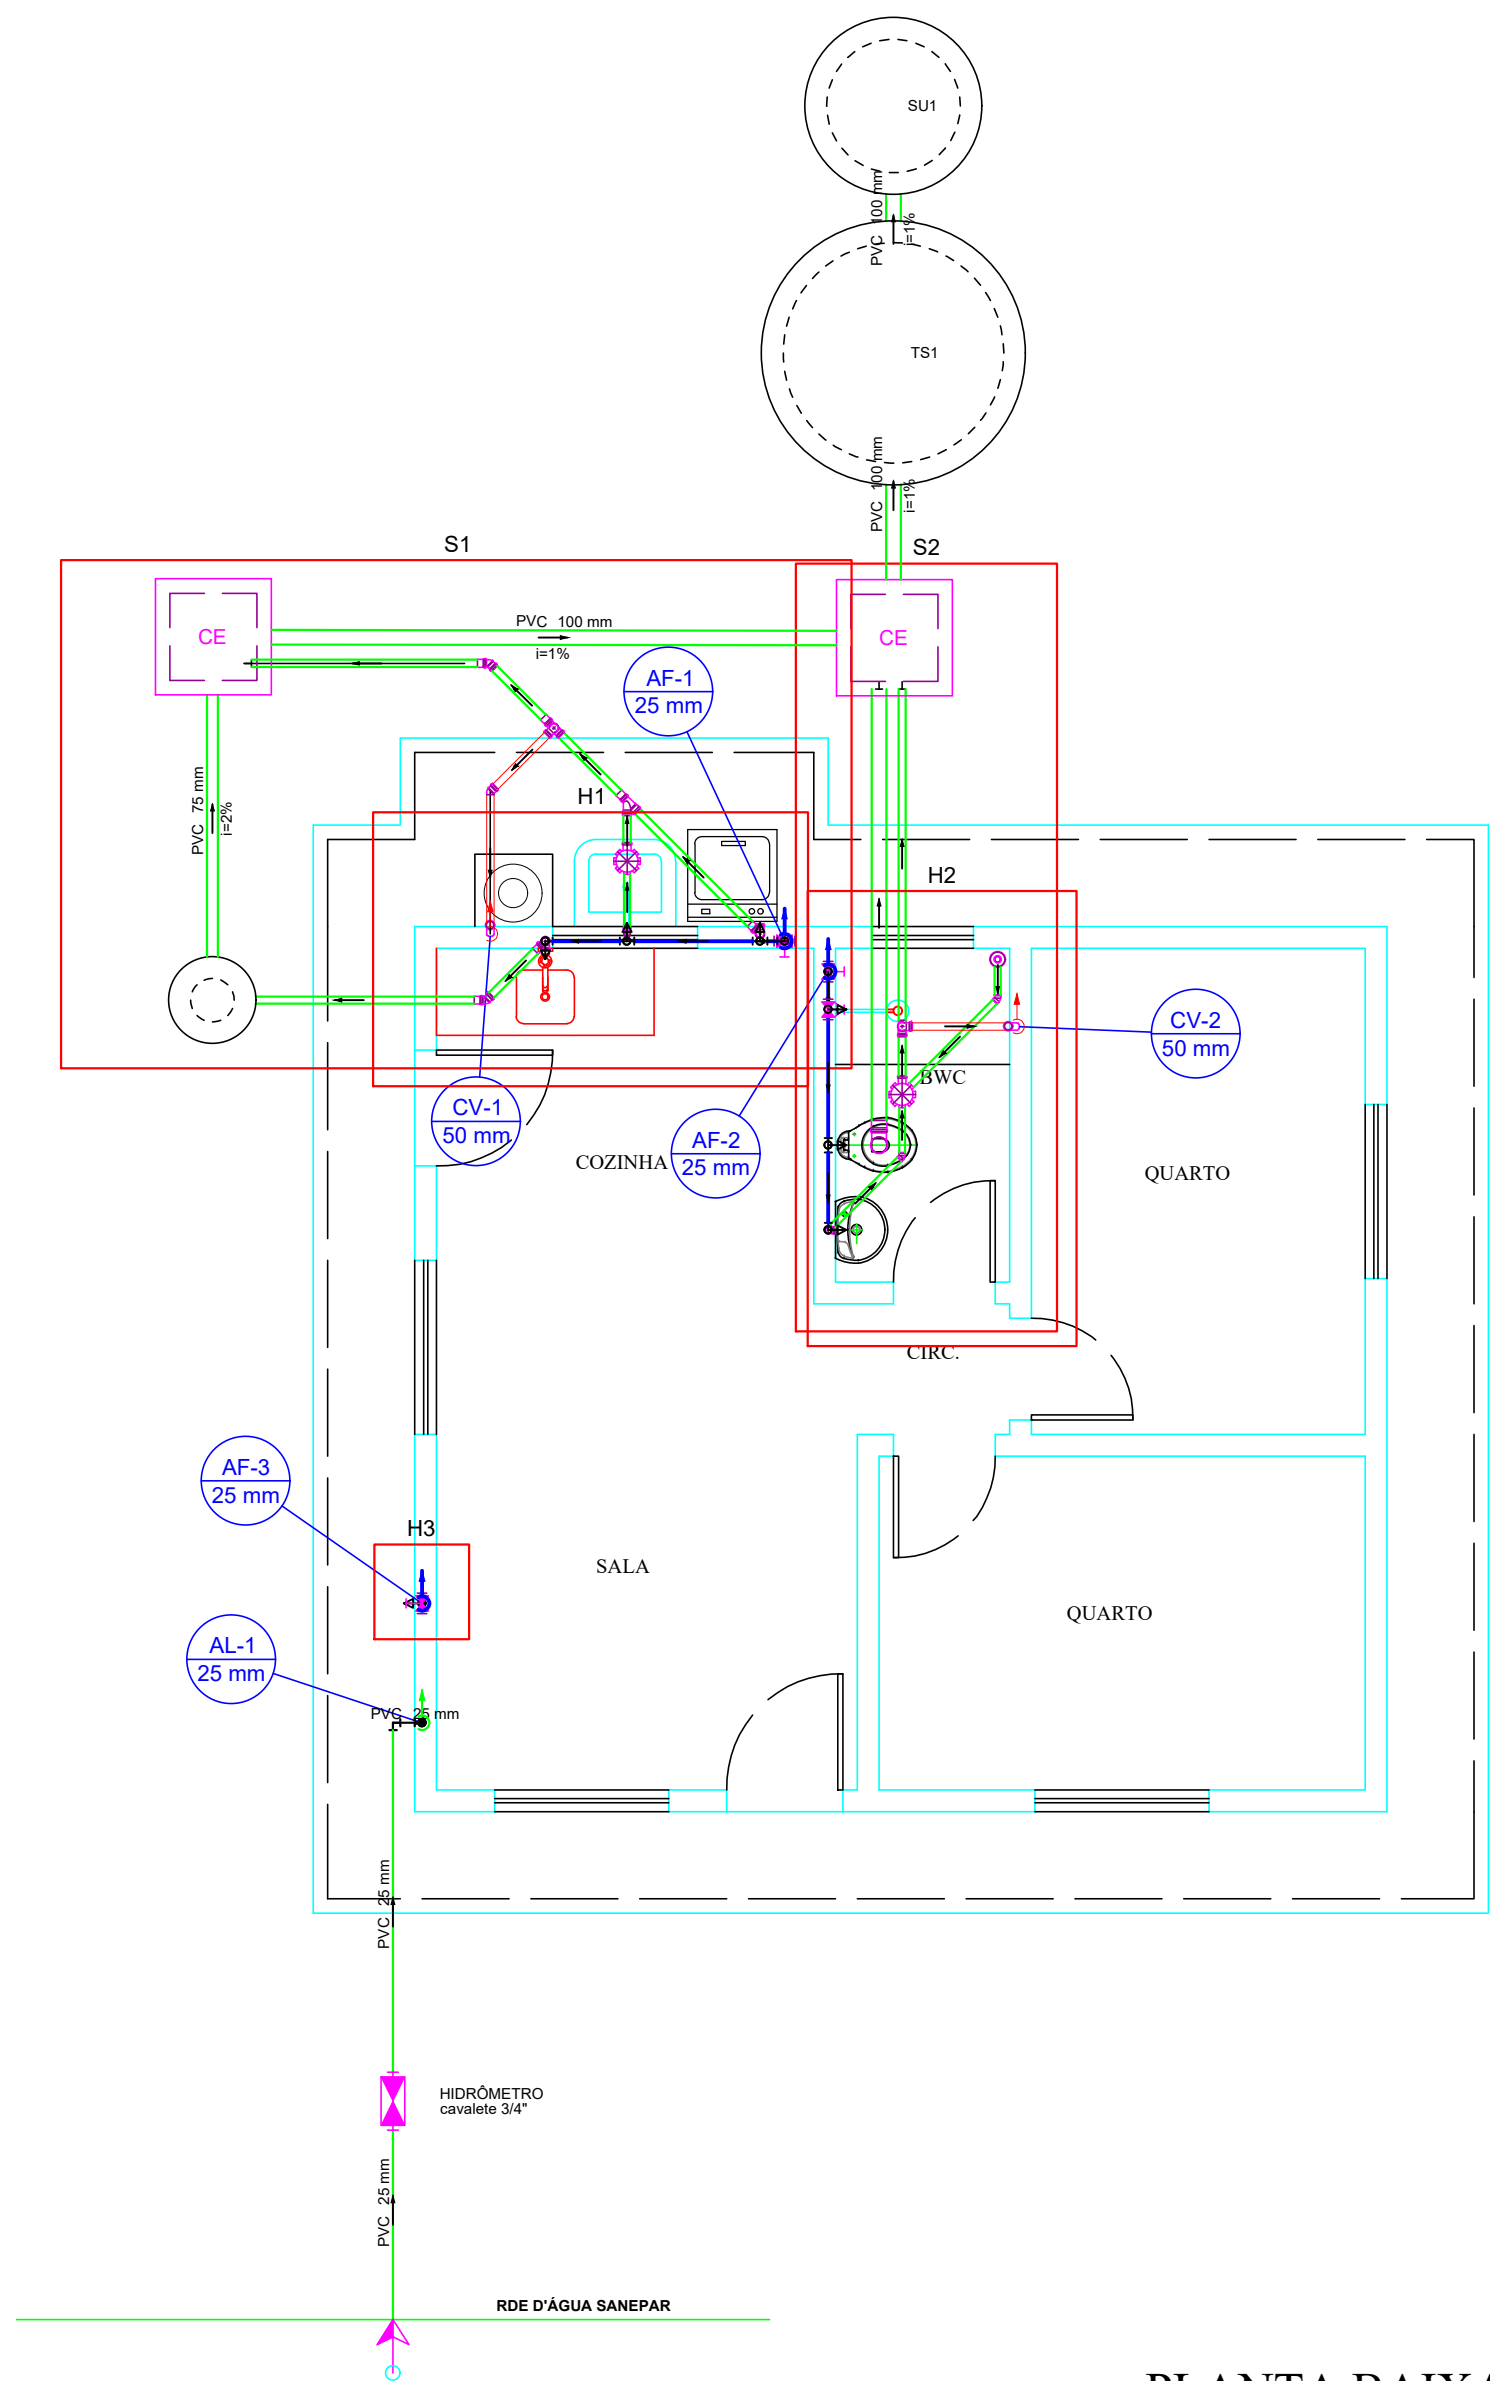 SU1
PVC 100 mm
i=1%
TS1
PVC 100 mm
i=1%
S1
S2
CE
PVC 100 mm
i=1%
CE
AF-1
25 mm
PVC 75 mm
i=2%
H1
H2
CV-2
50 mm
BWC
CV-1
50 mm
AF-2
25 mm
COZINHA
QUARTO
CIRC.
AF-3
25 mm
H3
SALA
QUARTO
AL-1
25 mm
PVC 25 mm
PVC 25 mm
HIDRÔMETRO
cavalete 3/4"
PVC 25 mm
RDE D'ÁGUA SANEPAR
PLANTA BAIXA